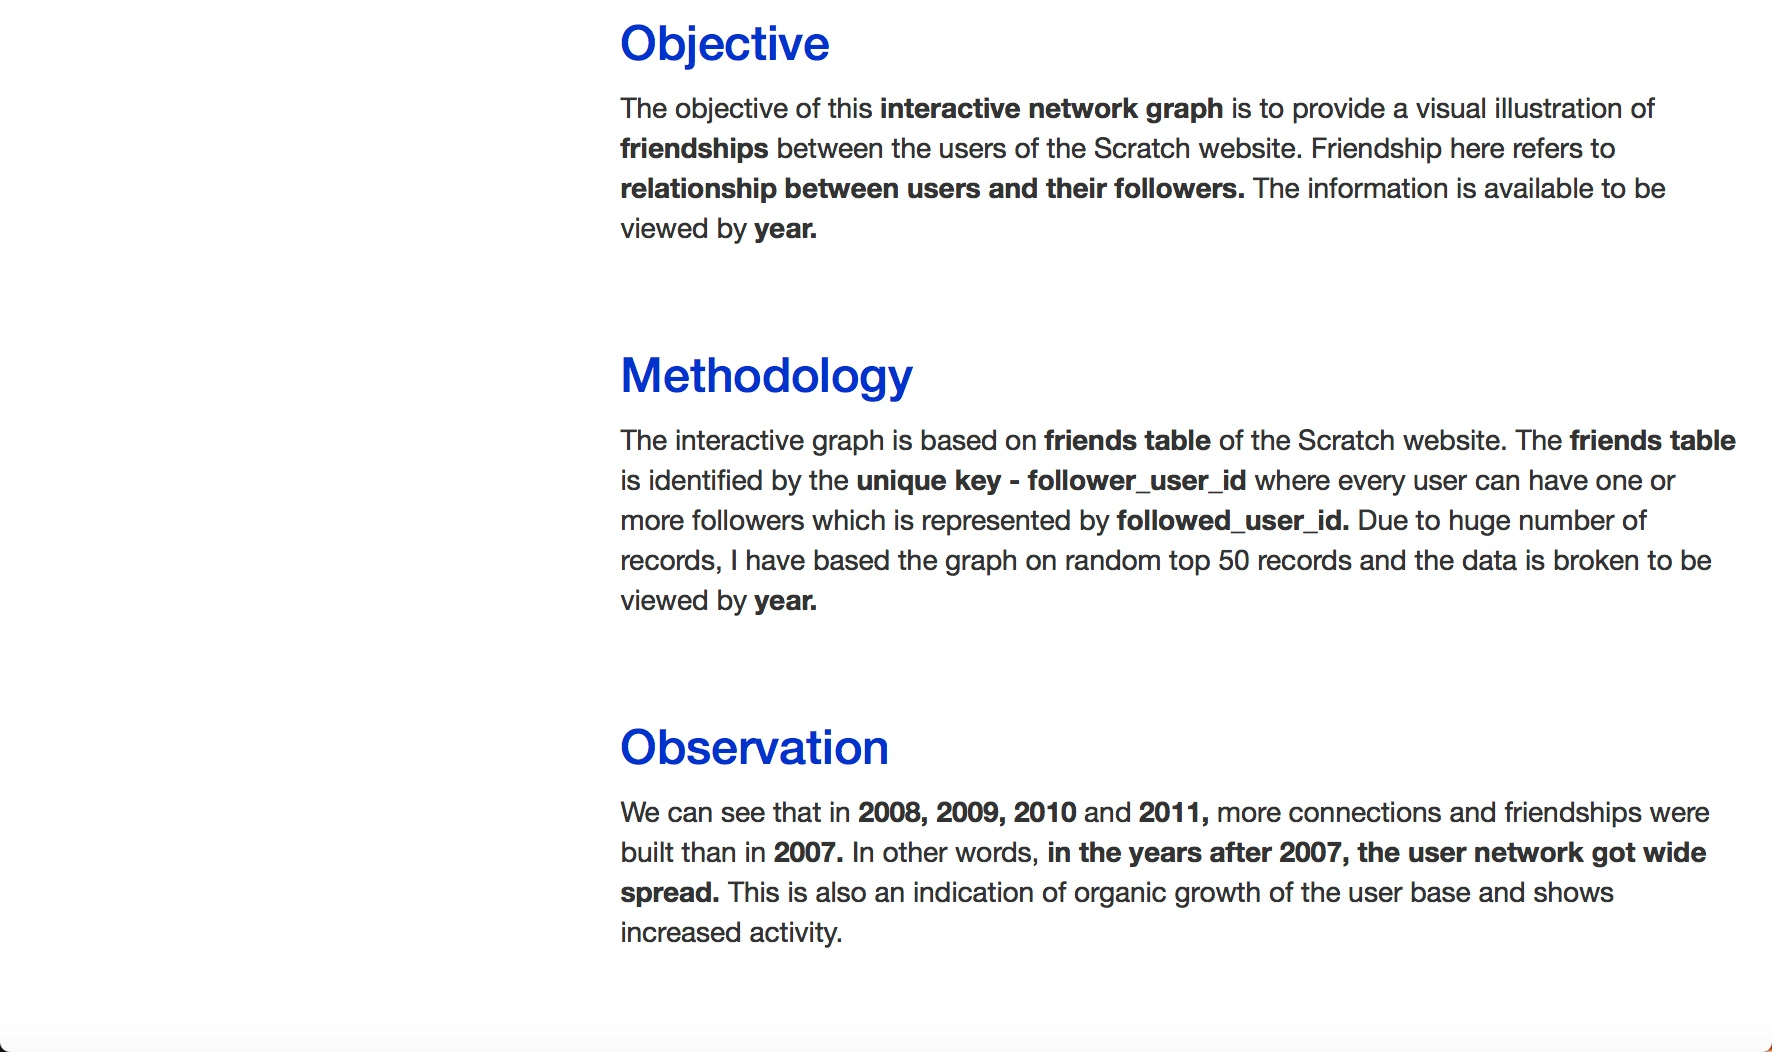 Objective
The objective of this interactive network graph is to provide a visual illustration of
friendships between the users of the Scratch website. Friendship here refers to
relationship between users and their followers. The information is available to be
viewed by year.
Methodology
The interactive graph is based on friends table of the Scratch website. The friends table
is identified by the unique key - follower_user_id where every user can have one or
more followers which is represented by followed_user_id. Due to huge number of
records, I have based the graph on random top 50 records and the data is broken to be
viewed by year.
Observation
We can see that in 2008, 2009, 2010 and 2011, more connections and friendships were
built than in 2007. In other words, in the years after 2007, the user network got wide
spread. This is also an indication of organic growth of the user base and shows
increased activity.